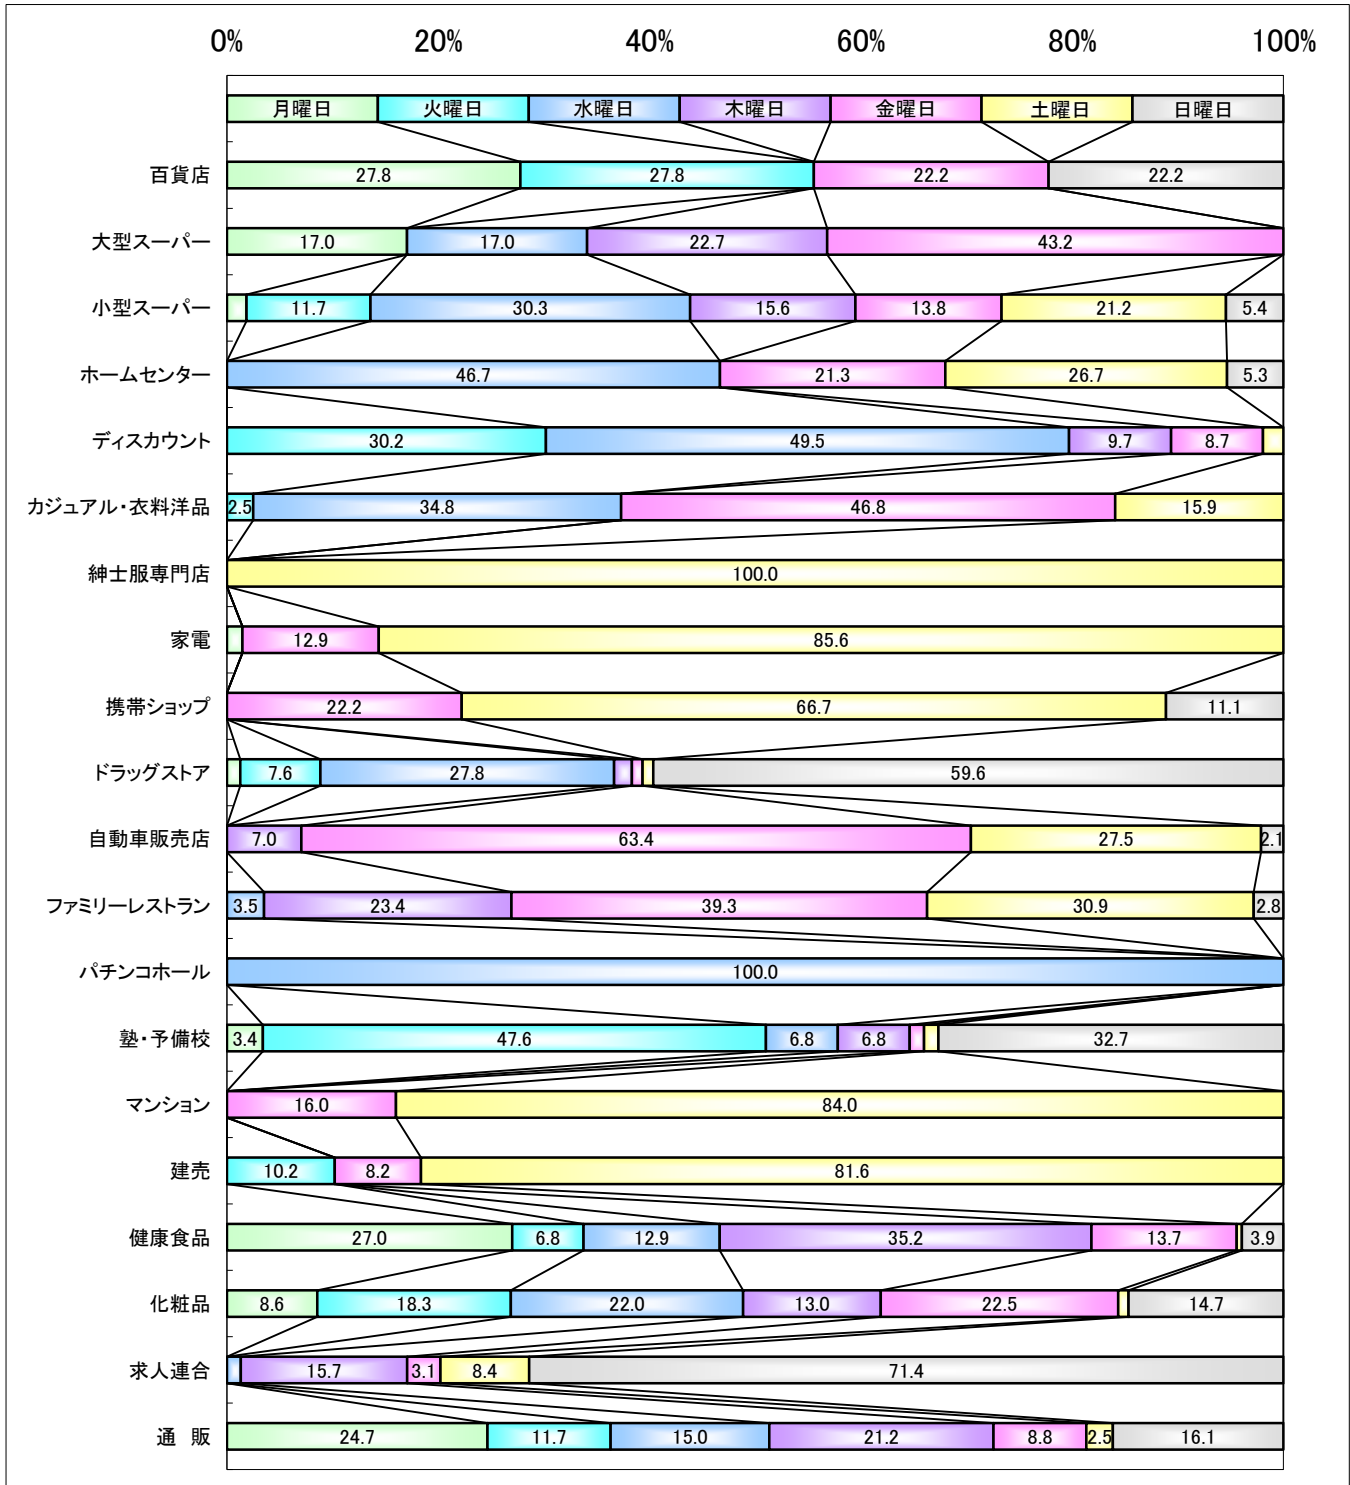 0% 20% 40% 60% 80% 100%
月曜日 火曜日 水曜日 木曜日 金曜日 土曜日 日曜日
百貨店 27.8 27.8 22.2 22.2
大型スーパー 17.0 17.0 22.7 43.2
小型スーパー 11.7 30.3 15.6 13.8 21.2 5.4
ホームセンター 46.7 21.3 26.7 5.3
ディスカウント 30.2 49.5 9.7 8.7
カジュアル・衣料洋品 2.5 34.8 46.8 15.9
紳士服専門店 100.0
家電 12.9 85.6
携帯ショップ 22.2 66.7 11.1
ドラッグストア 7.6 27.8 59.6
自動車販売店 7.0 63.4 27.5 2.1
ファミリーレストラン 3.5 23.4 39.3 30.9 2.8
パチンコホール 100.0
塾・予備校 3.4 47.6 6.8 6.8 32.7
マンション 16.0 84.0
建売 10.2 8.2 81.6
健康食品 27.0 6.8 12.9 35.2 13.7 3.9
化粧品 8.6 18.3 22.0 13.0 22.5 14.7
求人連合 15.7 3.1 8.4 71.4
通 販 24.7 11.7 15.0 21.2 8.8 2.5 16.1